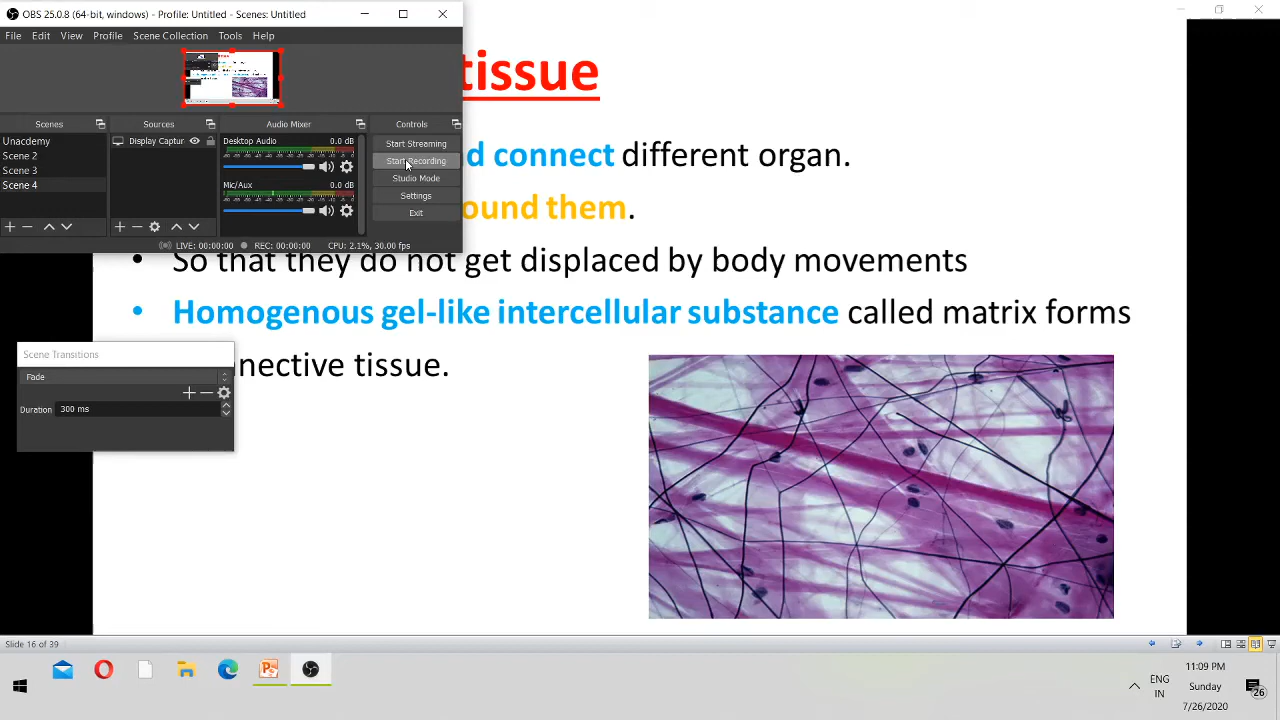 OBS 25.0.8 (64-bit, windows) - Profile: Untitled - Scenes: Untitled
File Edit View Profile Scene Collection Tools Help
Scenes Sources Audio Mixer Controls
Unacademy
Scene 2
Scene 3
Scene 4
Display Captur
Desktop Audio 0.0 dB
Mic/Aux 0.0 dB
Start Streaming
Start Recording
Studio Mode
Settings
Exit
LIVE: 00:00:00 REC: 00:00:00 CPU: 2.1%, 30.00 fps
tissue
d connect different organ.
ound them.
• So that they do not get displaced by body movements
• Homogenous gel-like intercellular substance called matrix forms
nective tissue.
Scene Transitions
Fade
Duration 300 ms
Slide 16 of 39
ENG
IN
11:09 PM
Sunday
7/26/2020
26